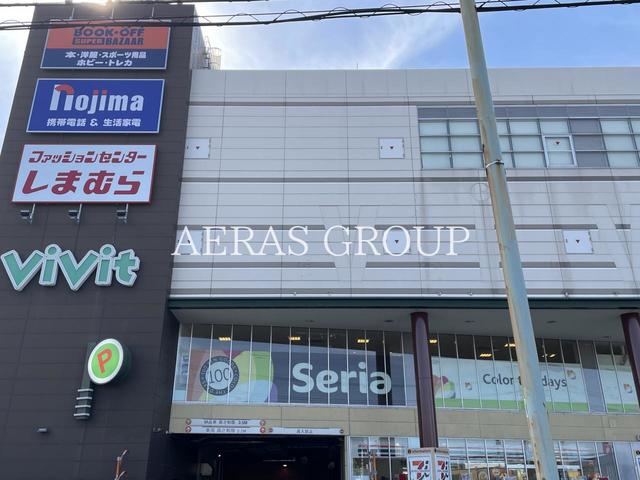 BOOK-OFF
SUPER BAZAAR
本・洋服・スポーツ用品
ホビー・トレカ
nojima
携帯電話 & 生活家電
ファッションセンター
しまむら
AERAS GROUP
vivit
P
100
Seria
Color the days